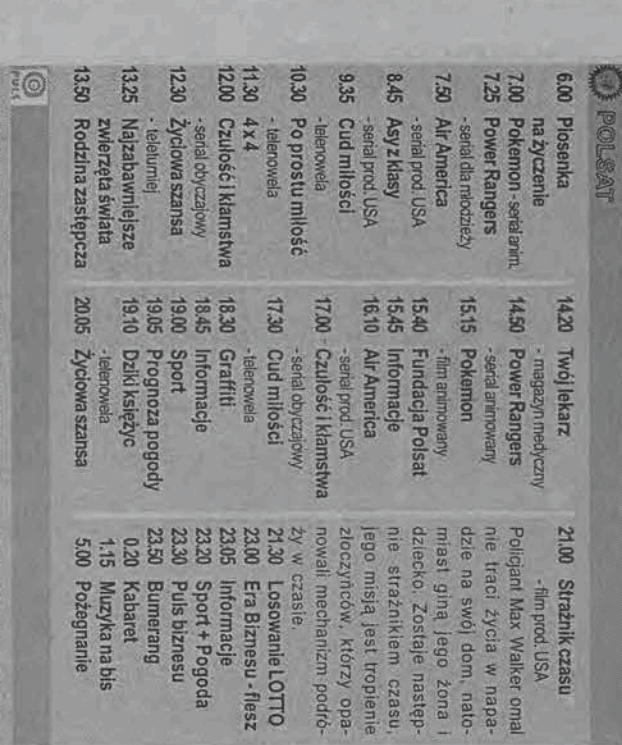 POLSAT
6.00 Piosenka
na życzenie
7.00 Pokemon - serial anim.
7.25 Power Rangers
- serial dla młodzieży
7.50 Air America
- serial prod. USA
8.45 Asy z klasy
- serial prod. USA
9.35 Cud miłości
- telenowela
10.30 Po prostu miłość
- telenowela
11.30 4 x 4
12.00 Czułość i kłamstwa
- serial obyczajowy
12.30 Życiowa szansa
- teleturniej
13.25 Najzabawniejsze
zwierzęta świata
13.50 Rodzina zastępcza
14.20 Twój lekarz
- magazyn medyczny
14.50 Power Rangers
- serial animowany
15.15 Pokemon
- film animowany
15.40 Fundacja Polsat
15.45 Informacje
16.10 Air America
- serial prod. USA
17.00 - Czułość i kłamstwa
- serial obyczajowy
17.30 Cud miłości
- telenowela
18.30 Graffiti
18.45 Informacje
19.00 Sport
19.05 Prognoza pogody
19.10 Dziki księżyc
- telenowela
20.05 Życiowa szansa
21.00 Strażnik czasu
- film prod. USA
Policjant Max Walker omal
nie traci życia w napa-
dzie na swój dom, nato-
miast giną jego żona i
dziecko. Zostaje następ-
nie strażnikiem czasu,
jego misją jest tropienie
złoczyńców, którzy opa-
nowali mechanizm podró-
ży w czasie.
21.30 Losowanie LOTTO
23.00 Era Biznesu - flesz
23.05 Informacje
23.20 Sport + Pogoda
23.30 Puls biznesu
23.50 Bumerang
0.20 Kabaret
1.15 Muzyka na bis
5.00 Pożegnanie
PULS